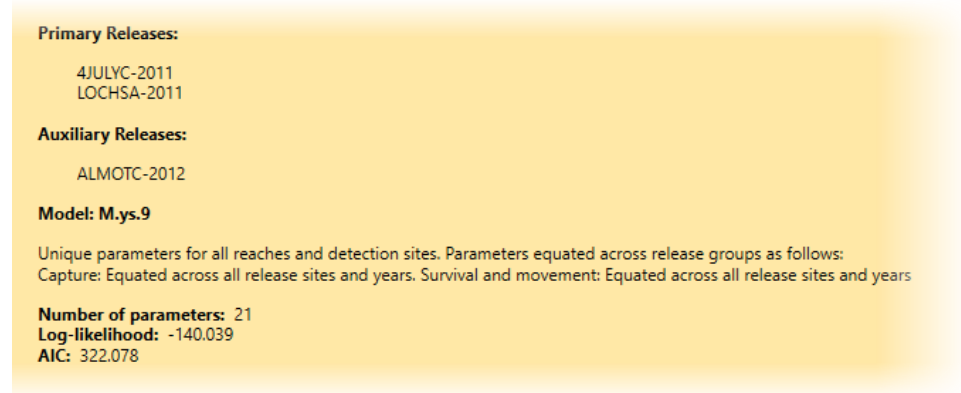 Primary Releases:
4JULYC-2011
LOCHSA-2011
Auxiliary Releases:
ALMOTC-2012
Model: M.ys.9
Unique parameters for all reaches and detection sites. Parameters equated across release groups as follows:
Capture: Equated across all release sites and years. Survival and movement: Equated across all release sites and years
Number of parameters: 21
Log-likelihood: -140.039
AIC: 322.078